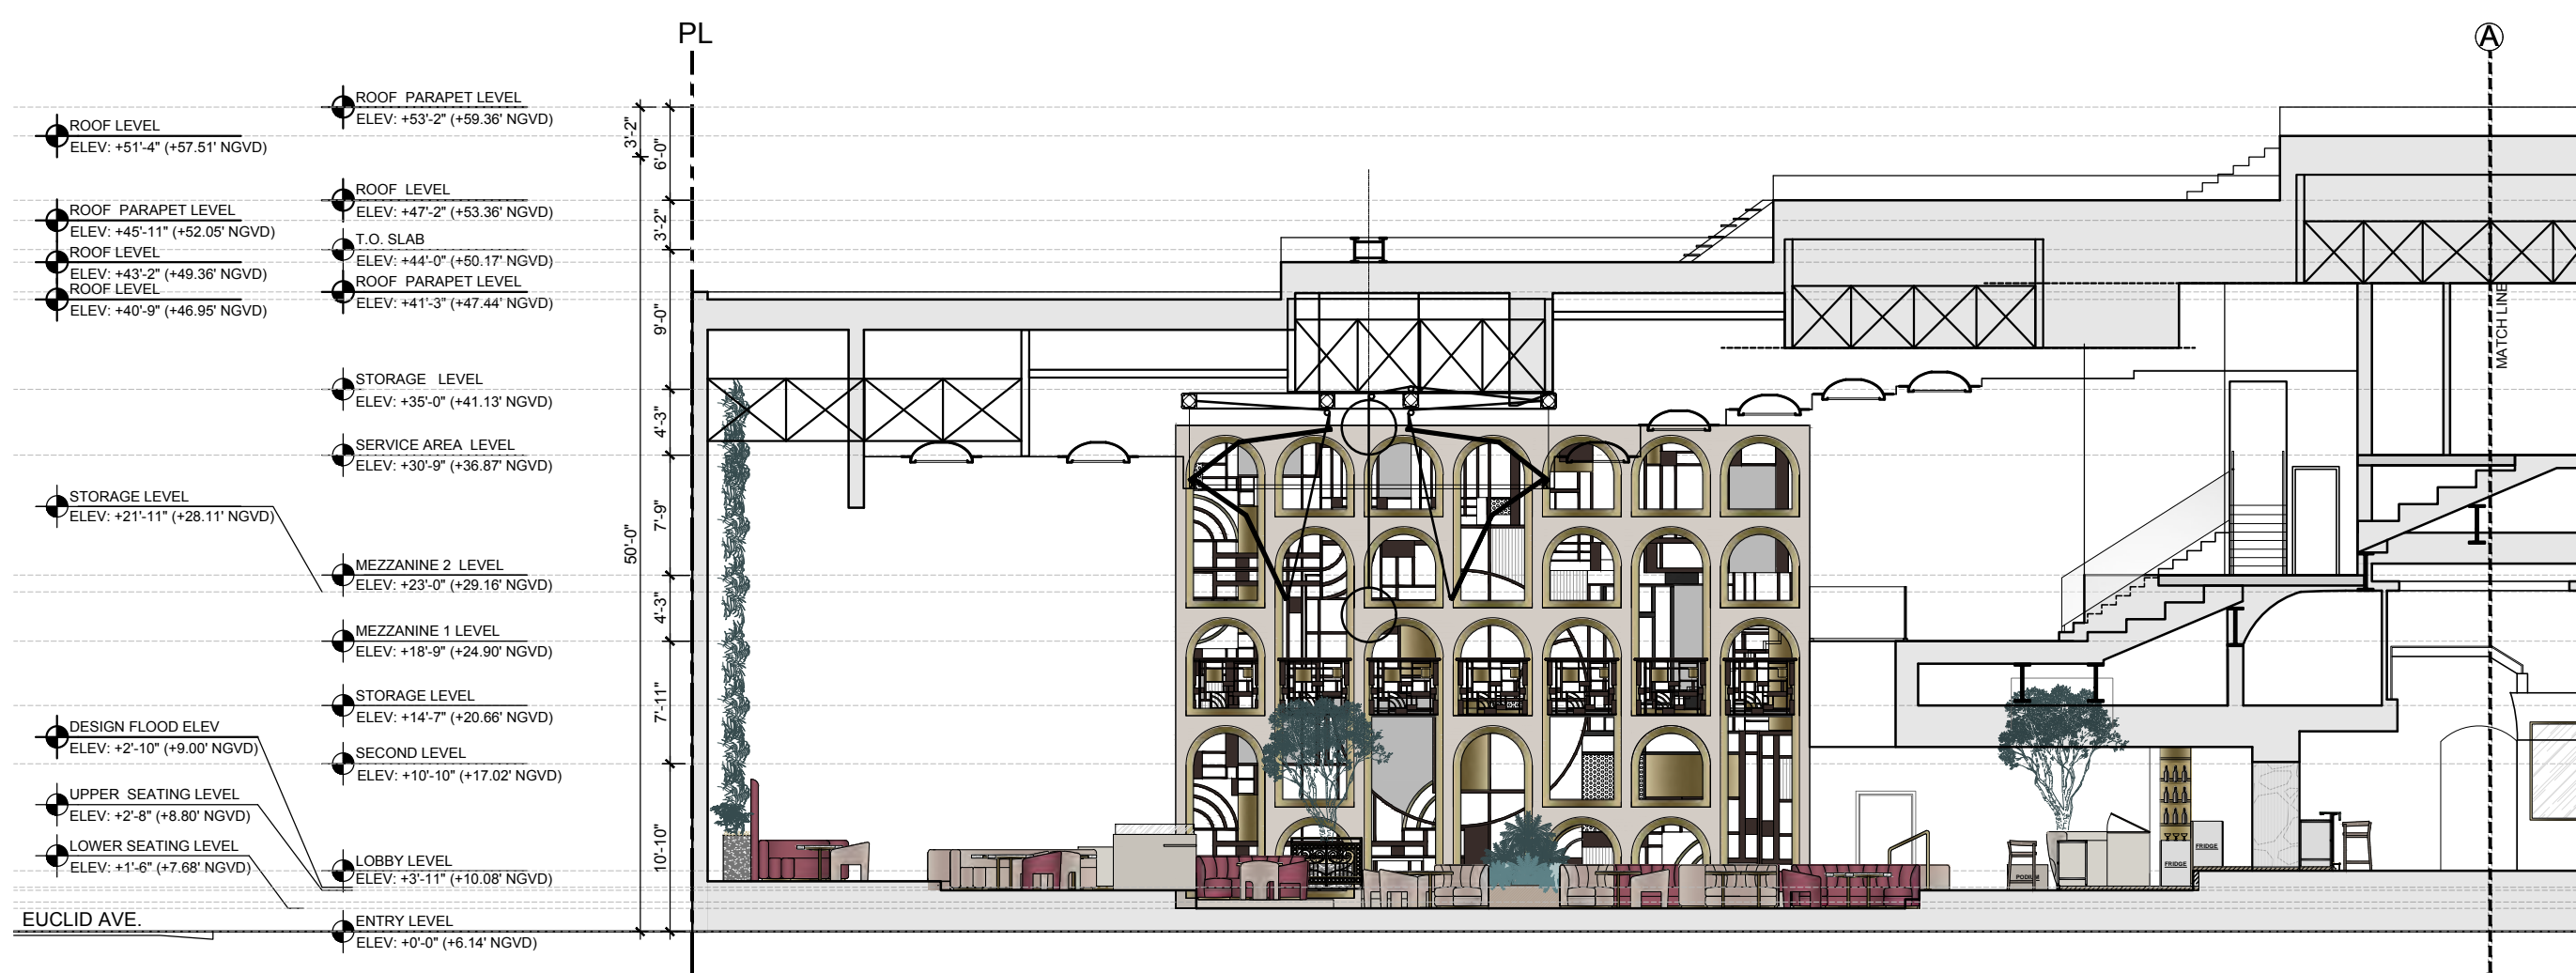 PL
A
ROOF PARAPET LEVEL
ELEV: +53'-2" (+59.36' NGVD)
ROOF LEVEL
ELEV: +51'-4" (+57.51' NGVD)
ROOF LEVEL
ELEV: +47'-2" (+53.36' NGVD)
ROOF PARAPET LEVEL
ELEV: +45'-11" (+52.05' NGVD)
T.O. SLAB
ELEV: +44'-0" (+50.17' NGVD)
ROOF LEVEL
ELEV: +43'-2" (+49.36' NGVD)
ROOF PARAPET LEVEL
ELEV: +41'-3" (+47.44' NGVD)
ROOF LEVEL
ELEV: +40'-9" (+46.95' NGVD)
STORAGE LEVEL
ELEV: +35'-0" (+41.13' NGVD)
SERVICE AREA LEVEL
ELEV: +30'-9" (+36.87' NGVD)
STORAGE LEVEL
ELEV: +21'-11" (+28.11' NGVD)
MEZZANINE 2 LEVEL
ELEV: +23'-0" (+29.16' NGVD)
MEZZANINE 1 LEVEL
ELEV: +18'-9" (+24.90' NGVD)
STORAGE LEVEL
ELEV: +14'-7" (+20.66' NGVD)
DESIGN FLOOD ELEV
ELEV: +2'-10" (+9.00' NGVD)
SECOND LEVEL
ELEV: +10'-10" (+17.02' NGVD)
UPPER SEATING LEVEL
ELEV: +2'-8" (+8.80' NGVD)
LOWER SEATING LEVEL
ELEV: +1'-6" (+7.68' NGVD)
LOBBY LEVEL
ELEV: +3'-11" (+10.08' NGVD)
EUCLID AVE.
ENTRY LEVEL
ELEV: +0'-0" (+6.14' NGVD)
3'-2"
50'-0"
6'-0"
3'-2"
9'-0"
4'-3"
7'-9"
4'-3"
7'-11"
10'-10"
MATCH LINE
FRIDGE
FRIDGE
PODIUM